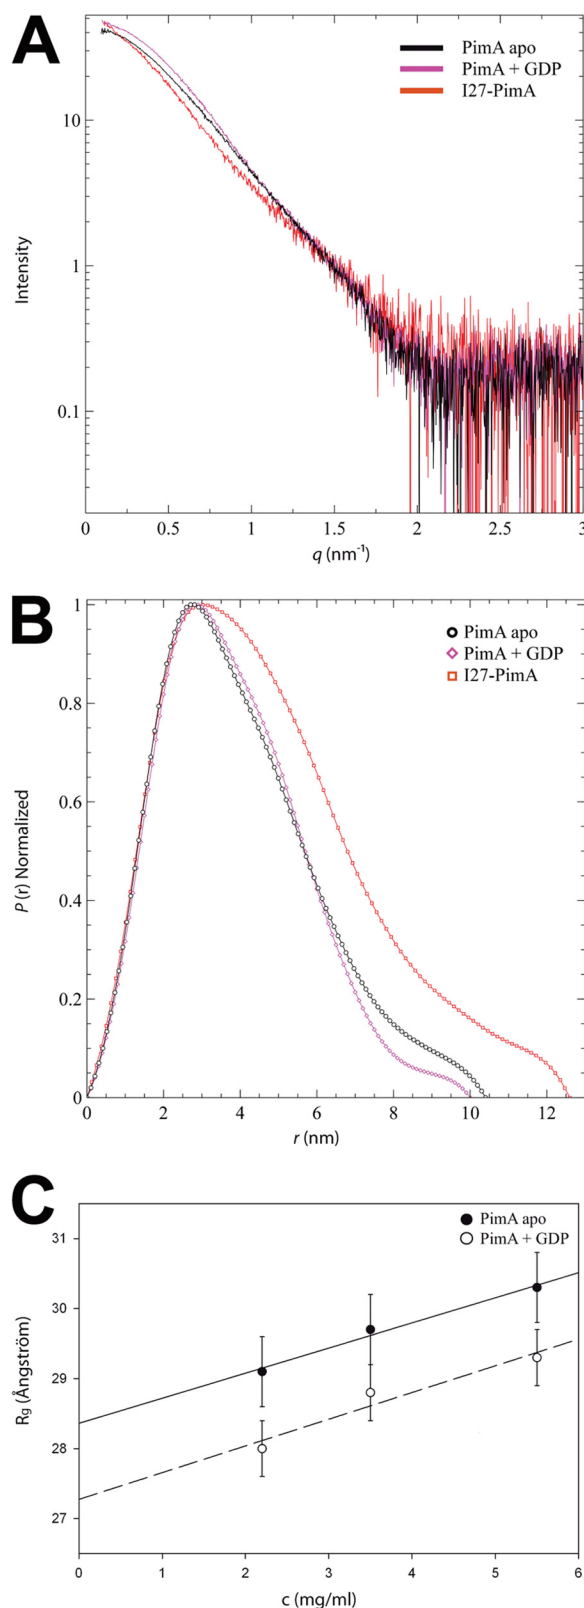 A
PimA apo
PimA + GDP
I27-PimA
10
1
0.1
Intensity
0 0.5 1 1.5 2 2.5 3
q (nm⁻¹)
B
PimA apo
PimA + GDP
I27-PimA
1
0.8
0.6
0.4
0.2
0
P (r) Normalized
0 2 4 6 8 10 12
r (nm)
C
PimA apo
PimA + GDP
31
30
29
28
27
Rg (Ångström)
0 1 2 3 4 5 6
c (mg/ml)